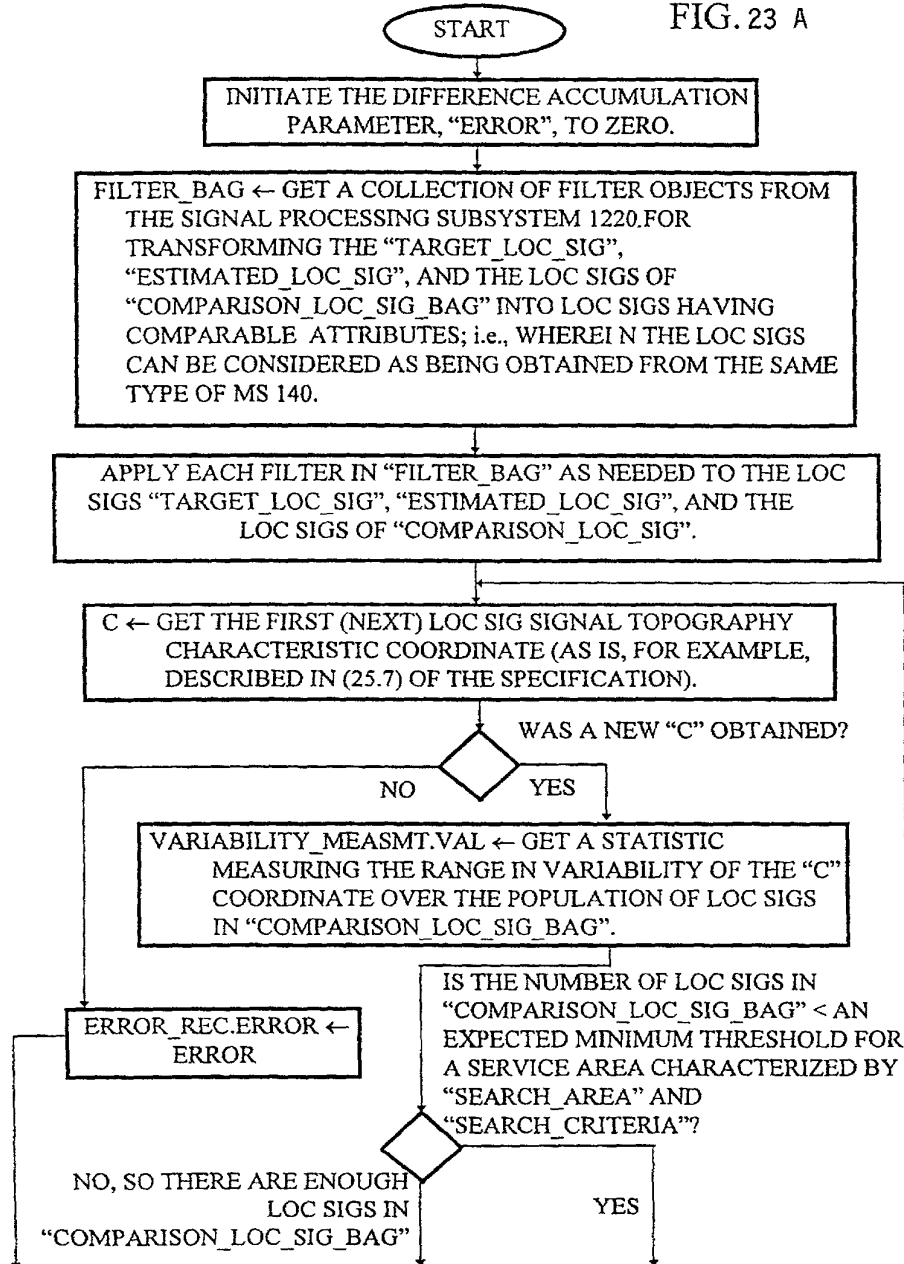 FIG. 23 A
START
INITIATE THE DIFFERENCE ACCUMULATION
PARAMETER, “ERROR”, TO ZERO.
FILTER_BAG ← GET A COLLECTION OF FILTER OBJECTS FROM
THE SIGNAL PROCESSING SUBSYSTEM 1220.FOR
TRANSFORMING THE “TARGET_LOC_SIG”,
“ESTIMATED_LOC_SIG”, AND THE LOC SIGS OF
“COMPARISON_LOC_SIG_BAG” INTO LOC SIGS HAVING
COMPARABLE ATTRIBUTES; i.e., WHEREI N THE LOC SIGS
CAN BE CONSIDERED AS BEING OBTAINED FROM THE SAME
TYPE OF MS 140.
APPLY EACH FILTER IN “FILTER_BAG” AS NEEDED TO THE LOC
SIGS “TARGET_LOC_SIG”, “ESTIMATED_LOC_SIG”, AND THE
LOC SIGS OF “COMPARISON_LOC_SIG”.
C ← GET THE FIRST (NEXT) LOC SIG SIGNAL TOPOGRAPHY
CHARACTERISTIC COORDINATE (AS IS, FOR EXAMPLE,
DESCRIBED IN (25.7) OF THE SPECIFICATION).
WAS A NEW “C” OBTAINED?
NO
YES
VARIABILITY_MEASMT.VAL ← GET A STATISTIC
MEASURING THE RANGE IN VARIABILITY OF THE “C”
COORDINATE OVER THE POPULATION OF LOC SIGS
IN “COMPARISON_LOC_SIG_BAG”.
ERROR_REC.ERROR ←
ERROR
IS THE NUMBER OF LOC SIGS IN
“COMPARISON_LOC_SIG_BAG” < AN
EXPECTED MINIMUM THRESHOLD FOR
A SERVICE AREA CHARACTERIZED BY
“SEARCH_AREA” AND
“SEARCH_CRITERIA”?
NO, SO THERE ARE ENOUGH
LOC SIGS IN
“COMPARISON_LOC_SIG_BAG”
YES